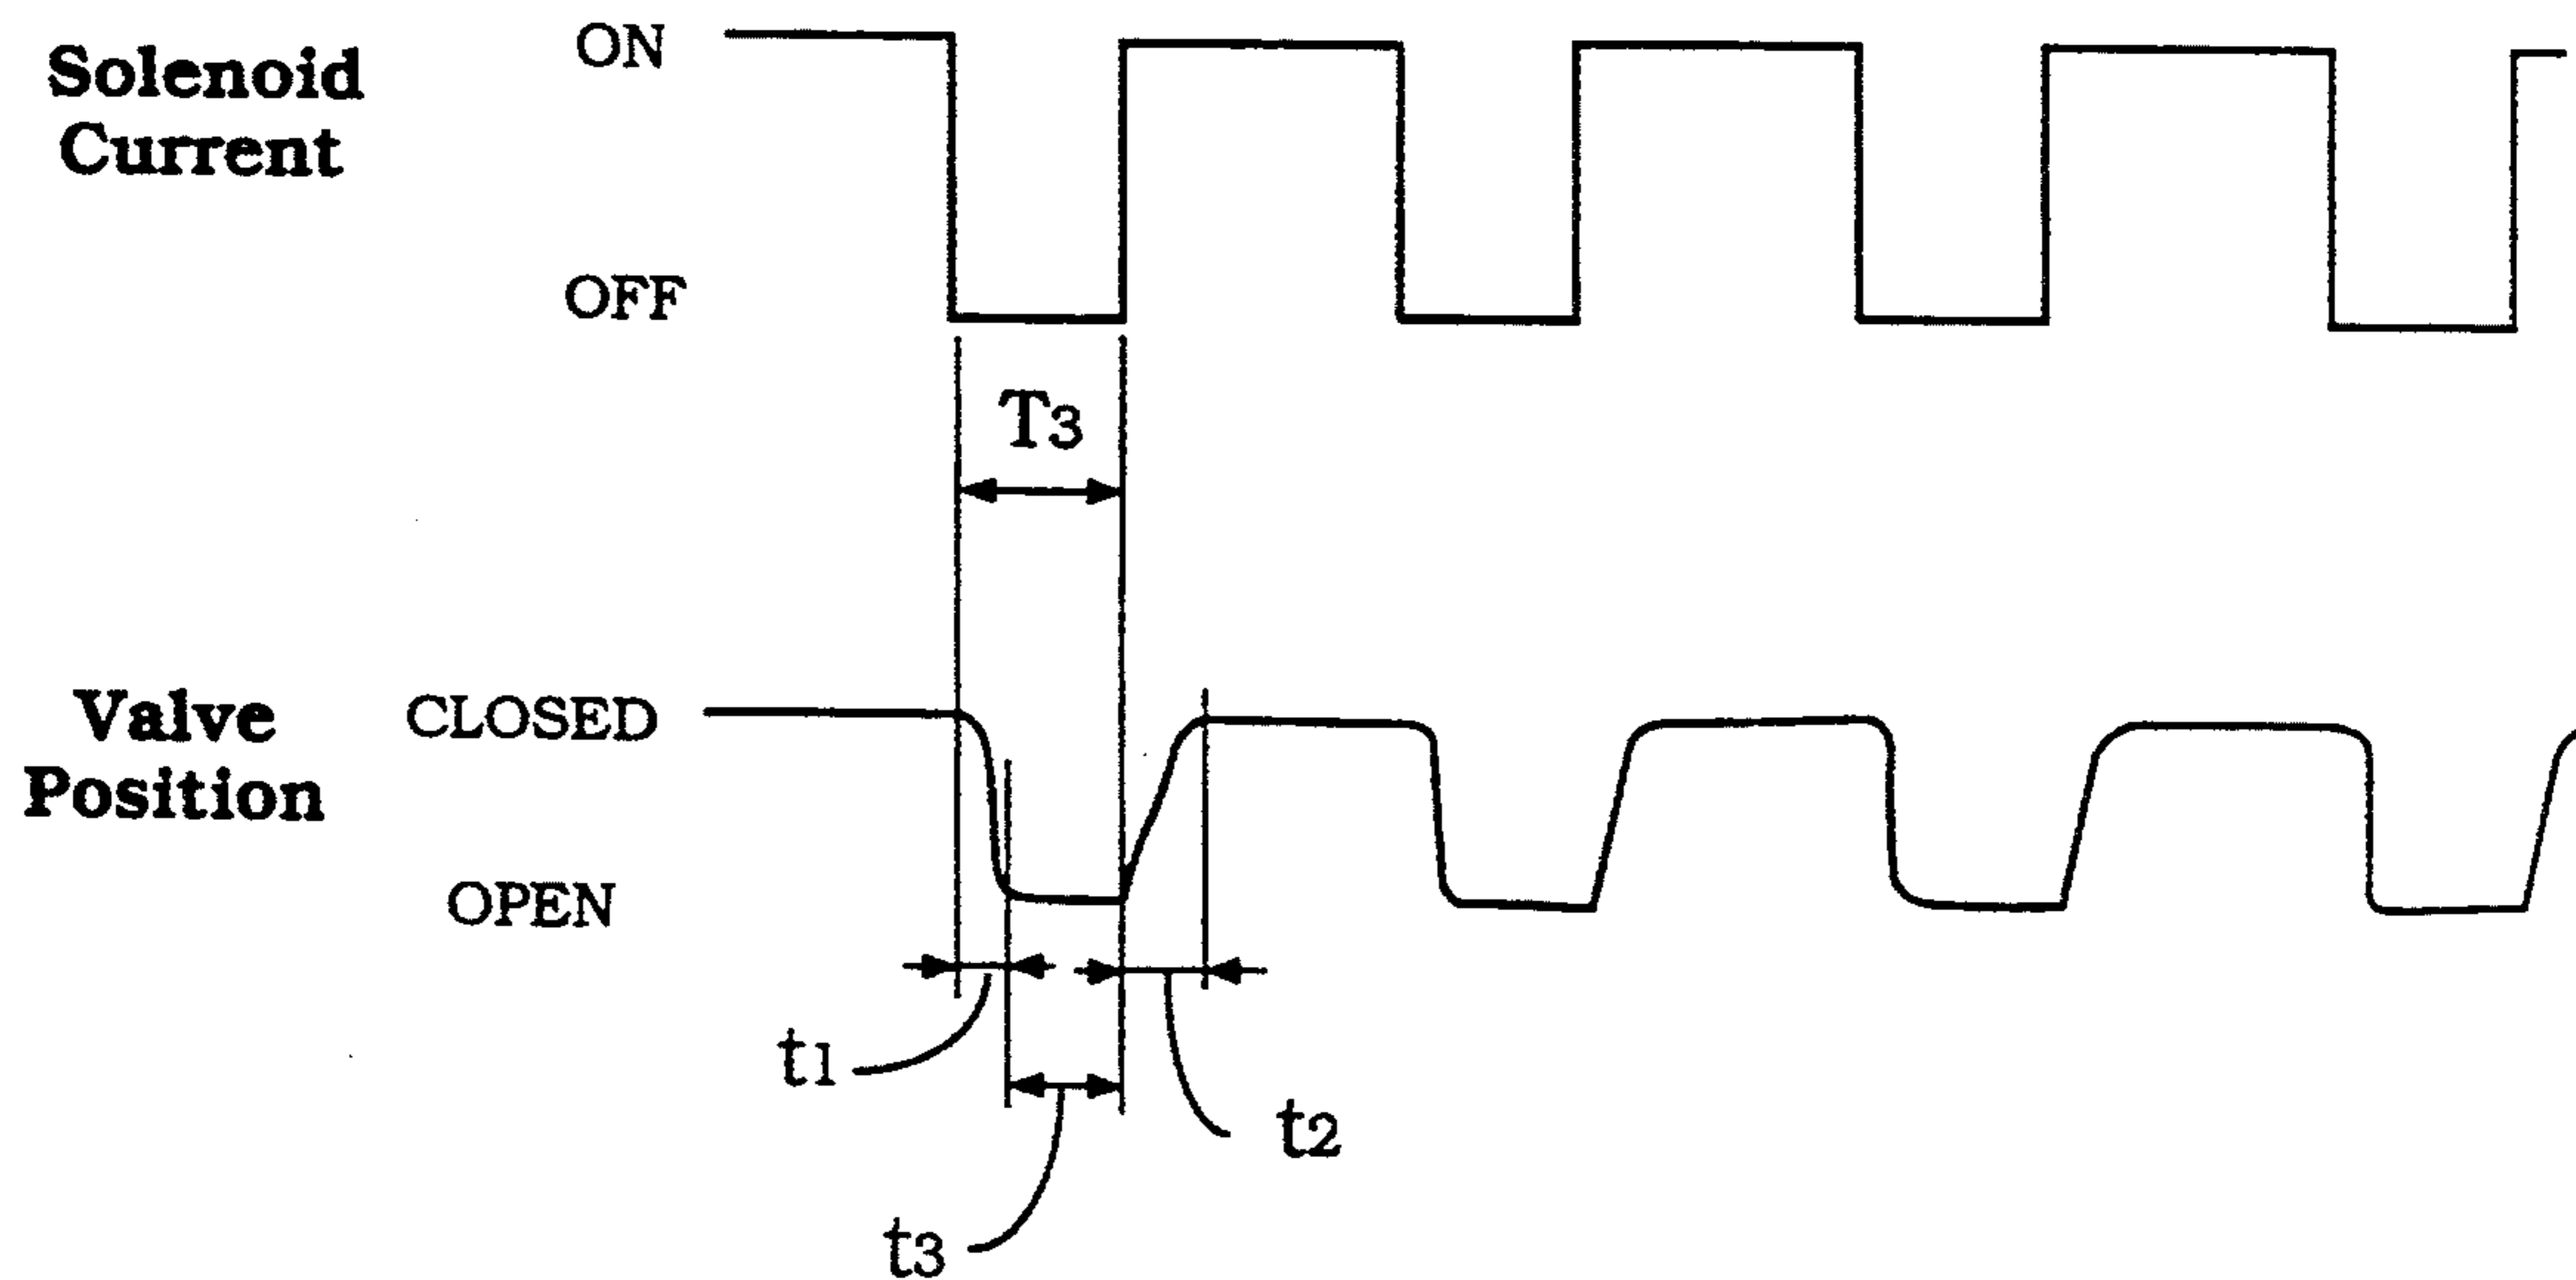 Solenoid
Current
ON
OFF
T3
Valve
Position
CLOSED
OPEN
t1
t2
t3